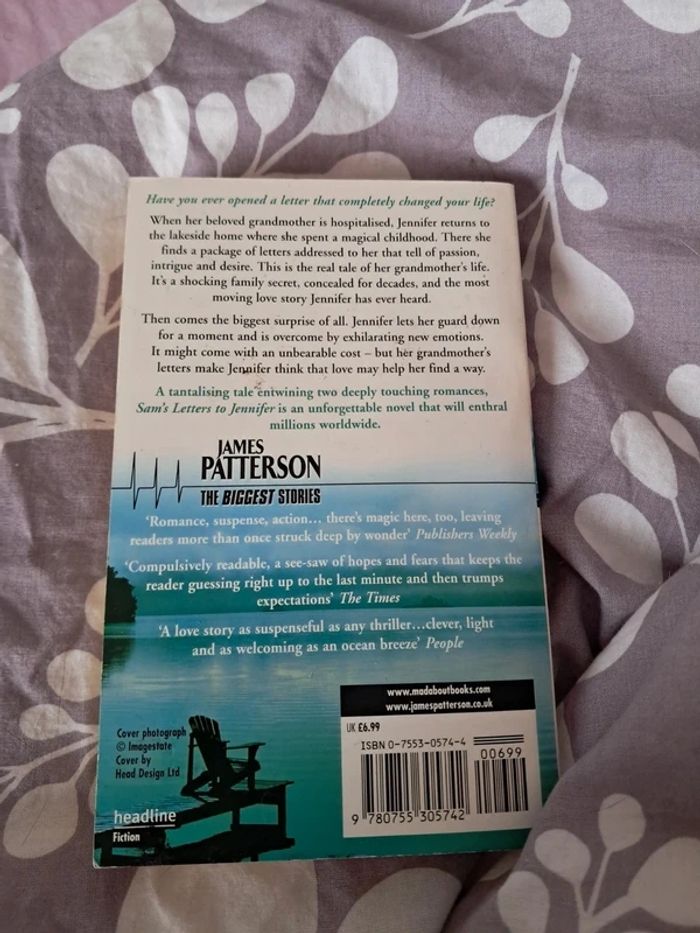 Have you ever opened a letter that completely changed your life?
When her beloved grandmother is hospitalised, Jennifer returns to
the lakeside home where she spent a magical childhood. There she
finds a package of letters addressed to her that tell of passion,
intrigue and desire. This is the real tale of her grandmother's life.
It's a shocking family secret, concealed for decades, and the most
moving love story Jennifer has ever heard.
Then comes the biggest surprise of all. Jennifer lets her guard down
for a moment and is overcome by exhilarating new emotions.
It might come with an unbearable cost – but her grandmother's
letters make Jennifer think that love may help her find a way.
A tantalising tale entwining two deeply touching romances,
Sam's Letters to Jennifer is an unforgettable novel that will enthral
millions worldwide.
JAMES
PATTERSON
THE BIGGEST STORIES
'Romance, suspense, action... there's magic here, too, leaving
readers more than once struck deep by wonder' Publishers Weekly
'Compulsively readable, a see-saw of hopes and fears that keeps the
reader guessing right up to the last minute and then trumps
expectations' The Times
'A love story as suspenseful as any thriller...clever, light
and as welcoming as an ocean breeze' People
www.madaboutbooks.com
www.jamespatterson.co.uk
UK £6.99
ISBN 0-7553-0574-4
00699
9 780755 305742
Cover photograph
© Imagestate
Cover by
Head Design Ltd
headline
Fiction